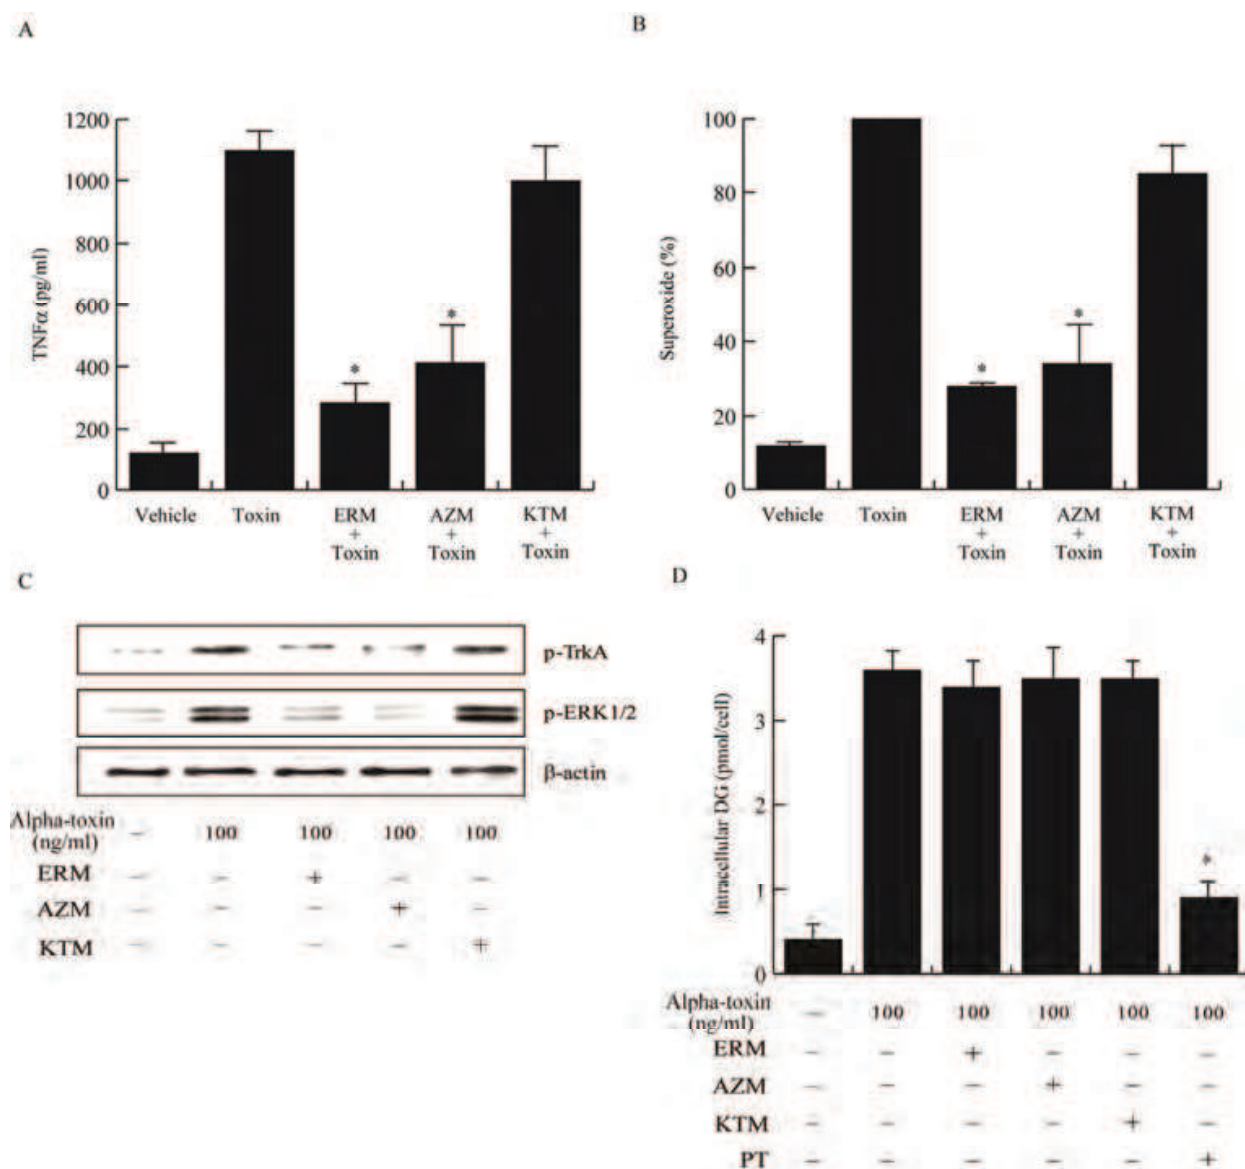 A
B
1200
1000
800
600
400
200
0
TNFα (pg/ml)
*
*
Vehicle
Toxin
ERM
+
Toxin
AZM
+
Toxin
KTM
+
Toxin
100
80
60
40
20
0
Superoxide (%)
*
*
Vehicle
Toxin
ERM
+
Toxin
AZM
+
Toxin
KTM
+
Toxin
C
p-TrkA
p-ERK1/2
β-actin
Alpha-toxin
(ng/ml)
– 100 100 100 100
ERM – – + – –
AZM – – – + –
KTM – – – – +
D
4
3
2
1
0
Intracellular DG (pmol/cell)
*
Alpha-toxin
(ng/ml)
– 100 100 100 100 100
ERM – – + – – –
AZM – – – + – –
KTM – – – – + –
PT – – – – – +